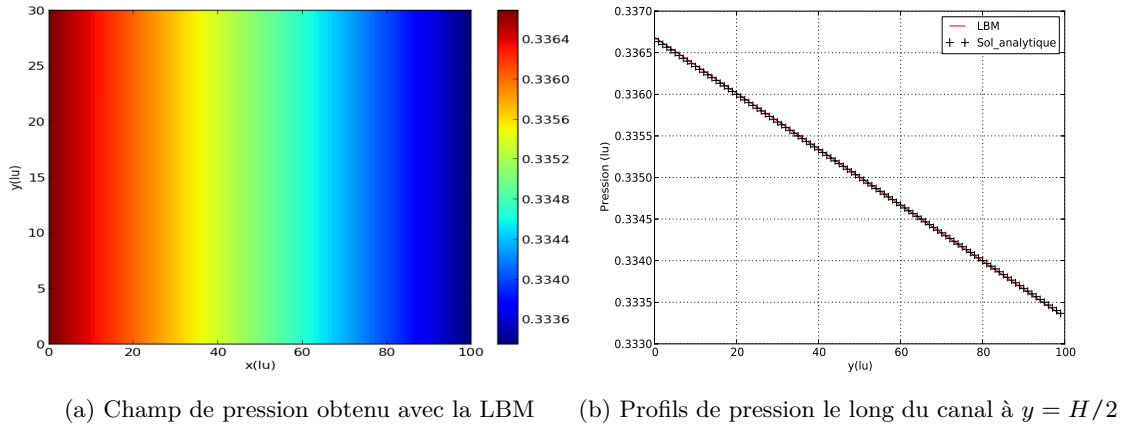 30
25
20
15
10
5
0
y(lu)
0 20 40 60 80 100
x(lu)
0.3364
0.3360
0.3356
0.3352
0.3348
0.3344
0.3340
0.3336
(a) Champ de pression obtenu avec la LBM
0.3370
0.3365
0.3360
0.3355
0.3350
0.3345
0.3340
0.3335
0.3330
Pression (lu)
LBM
Sol_analytique
0 20 40 60 80 100
y(lu)
(b) Profils de pression le long du canal à y = H/2